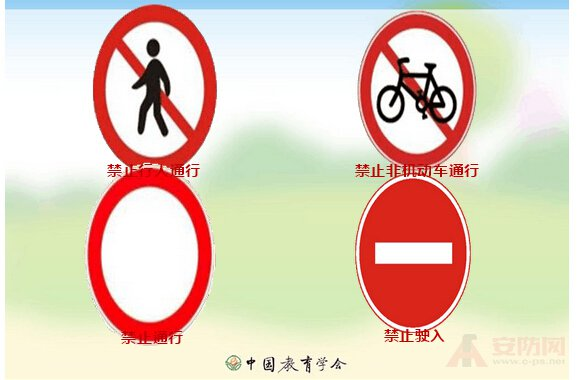 禁止行人通行
禁止非机动车通行
禁止通行
禁止驶入
中国教育学会
安防网
www.c-ps.net